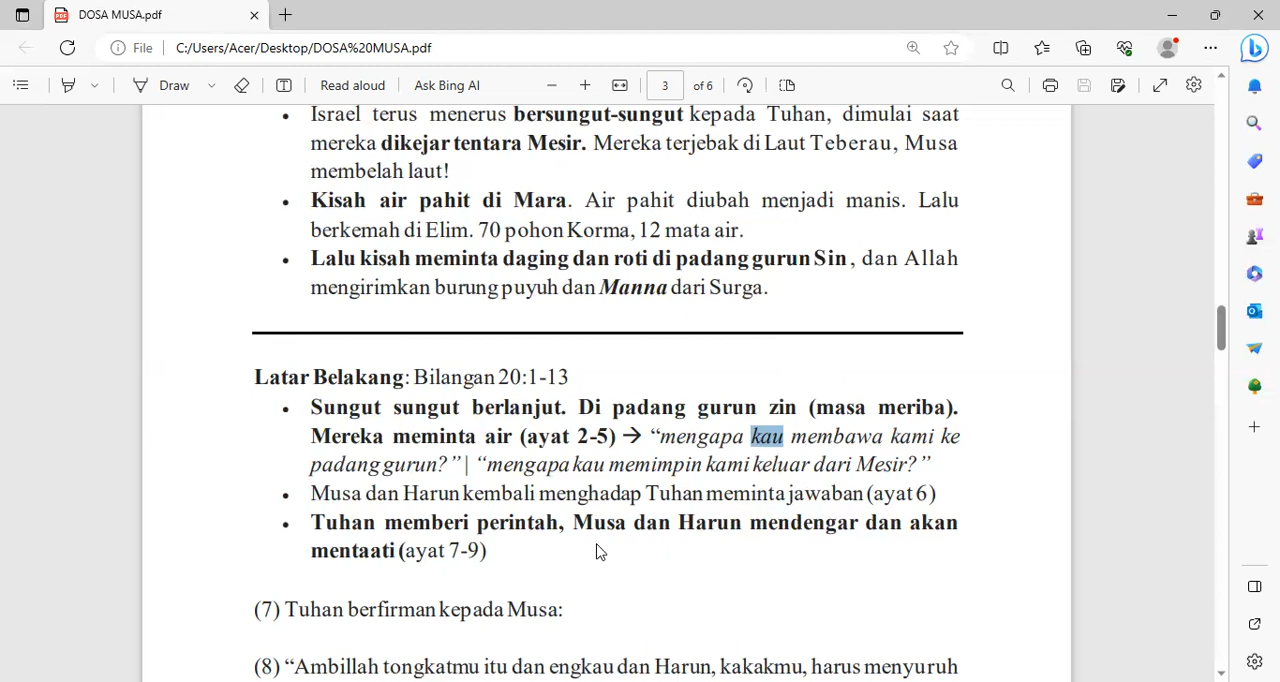 DOSA MUSA.pdf
File C:/Users/Acer/Desktop/DOSA%20MUSA.pdf
Draw Read aloud Ask Bing AI 3 of 6
• Israel terus menerus bersungut-sungut kepada Tuhan, dimulai saat
mereka dikejar tentara Mesir. Mereka terjebak di Laut Teberau, Musa
membelah laut!
• Kisah air pahit di Mara. Air pahit diubah menjadi manis. Lalu
berkemah di Elim. 70 pohon Korma, 12 mata air.
• Lalu kisah meminta daging dan roti di padang gurun Sin, dan Allah
mengirimkan burung puyuh dan Manna dari Surga.
Latar Belakang: Bilangan 20:1-13
• Sungut sungut berlanjut. Di padang gurun zin (masa meriba).
Mereka meminta air (ayat 2-5) → “mengapa kau membawa kami ke
padang gurun?” | “mengapa kau memimpin kami keluar dari Mesir?”
• Musa dan Harun kembali menghadap Tuhan meminta jawaban (ayat 6)
• Tuhan memberi perintah, Musa dan Harun mendengar dan akan
mentaati (ayat 7-9)
(7) Tuhan berfirman kepada Musa:
(8) “Ambillah tongkatmu itu dan engkau dan Harun, kakakmu, harus menyuruh